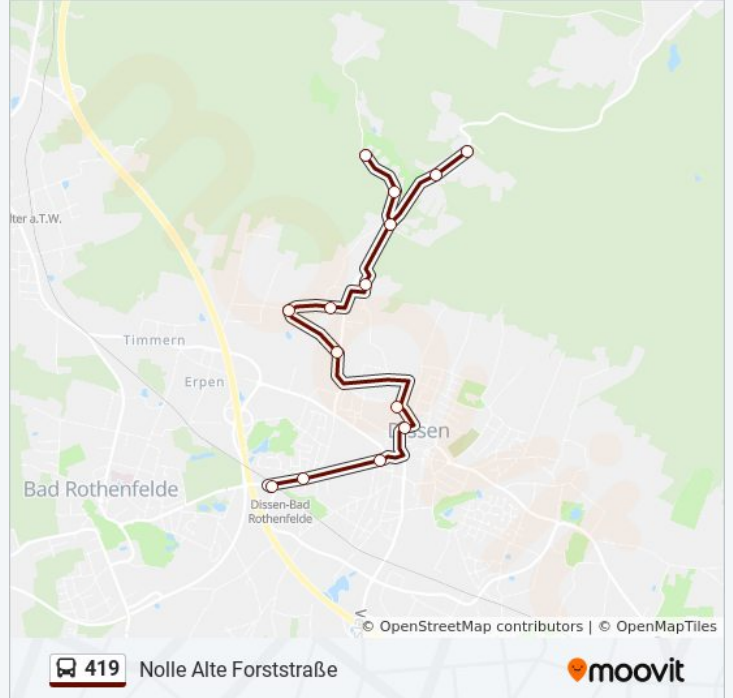 lter a.T.W.
Timmern
Erpen
Dissen
Bad Rothenfelde
Dissen-Bad
Rothenfelde
© OpenStreetMap contributors | © OpenMapTiles
419 Nolle Alte Forststraße
moovit